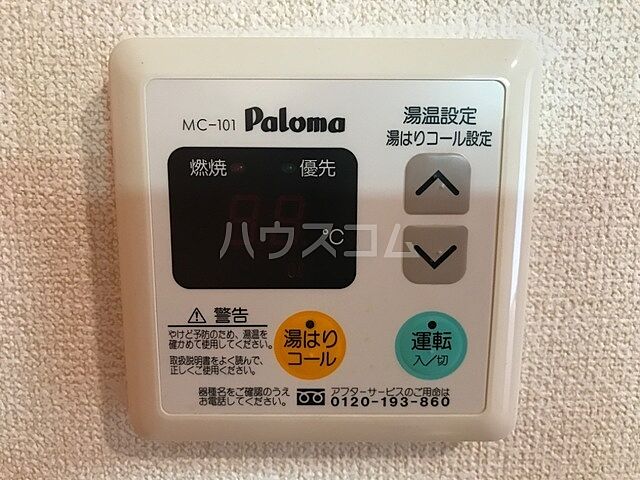 MC-101 Paloma
湯温設定
湯はりコール設定
燃焼 優先
℃
ハウスコム
警告
やけど予防のため、湯温を
確かめて使用してください。
取扱説明書をよく読んで、
正しくご使用ください。
湯はり
コール
運転
入/切
器種名をご確認のうえ
お電話してください。
アフターサービスのご用命は
0120-193-860